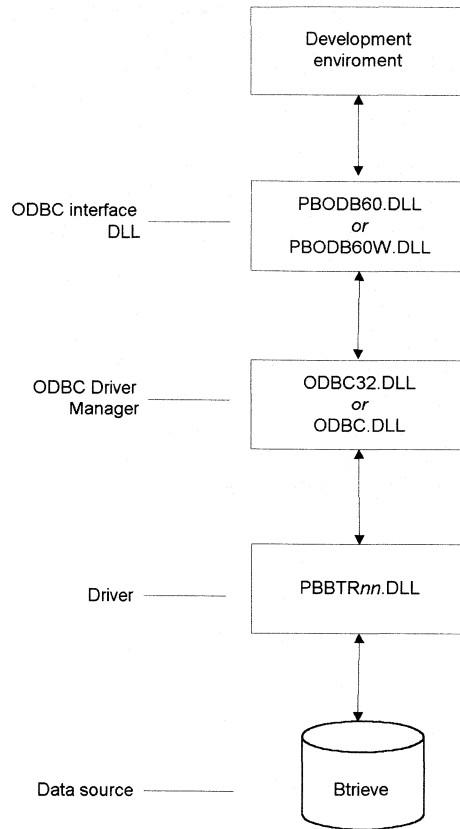 Development
enviroment
ODBC interface
DLL
PBODB60.DLL
or
PBODB60W.DLL
ODBC Driver
Manager
ODBC32.DLL
or
ODBC.DLL
Driver
PBBTRnn.DLL
Data source
Btrieve